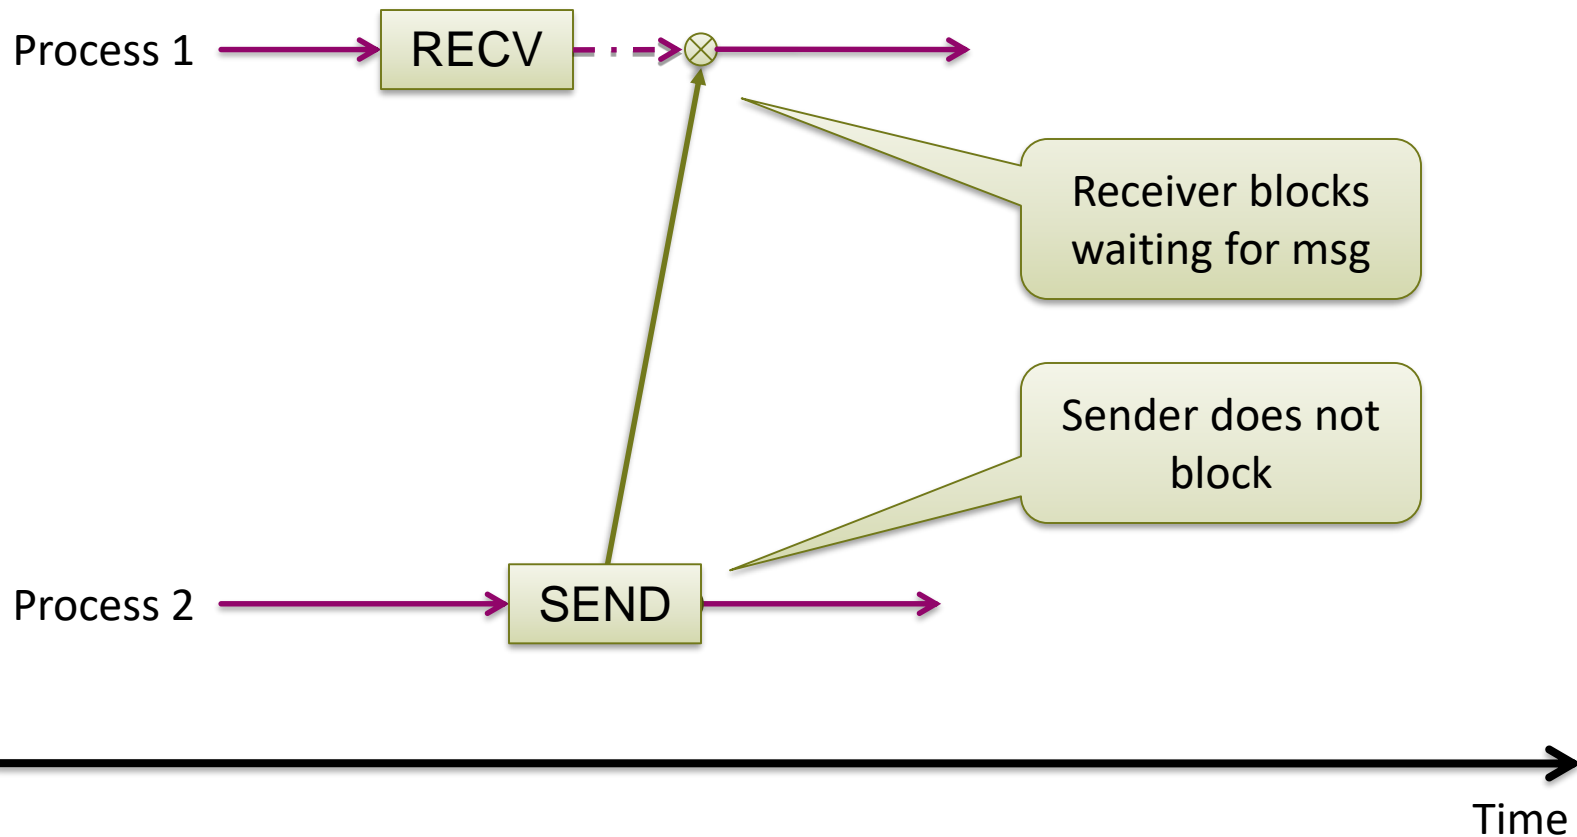 Process 1
RECV
Receiver blocks
waiting for msg
Sender does not
block
Process 2
SEND
Time